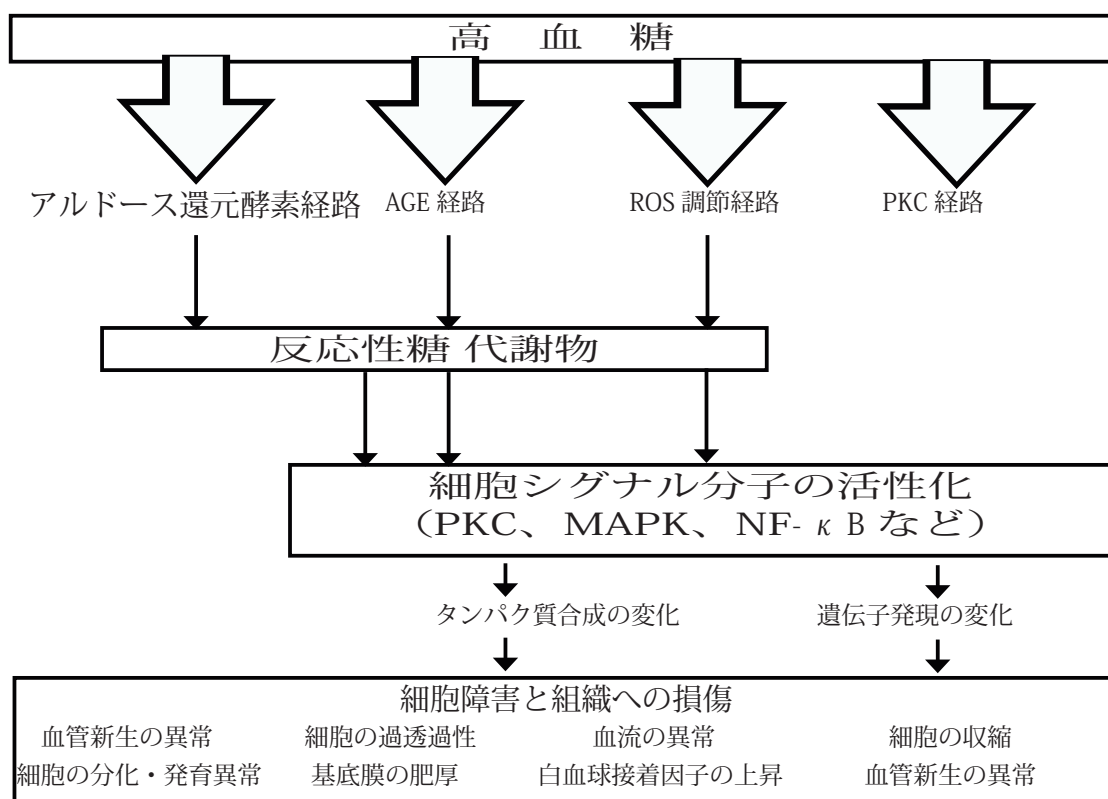 高血糖
アルドース還元酵素経路 AGE 経路 ROS 調節経路 PKC 経路
反応性糖 代謝物
細胞シグナル分子の活性化
（PKC、MAPK、NF- κ B など）
タンパク質合成の変化 遺伝子発現の変化
細胞障害と組織への損傷
血管新生の異常 細胞の過透過性 血流の異常 細胞の収縮
細胞の分化・発育異常 基底膜の肥厚 白血球接着因子の上昇 血管新生の異常